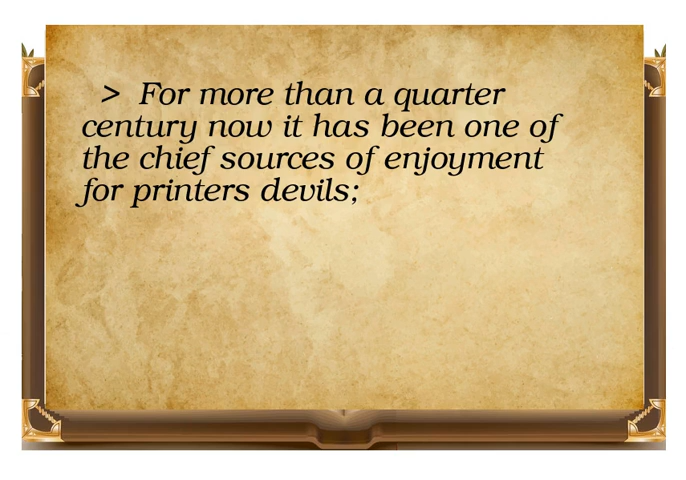 > For more than a quarter
century now it has been one of
the chief sources of enjoyment
for printers devils;